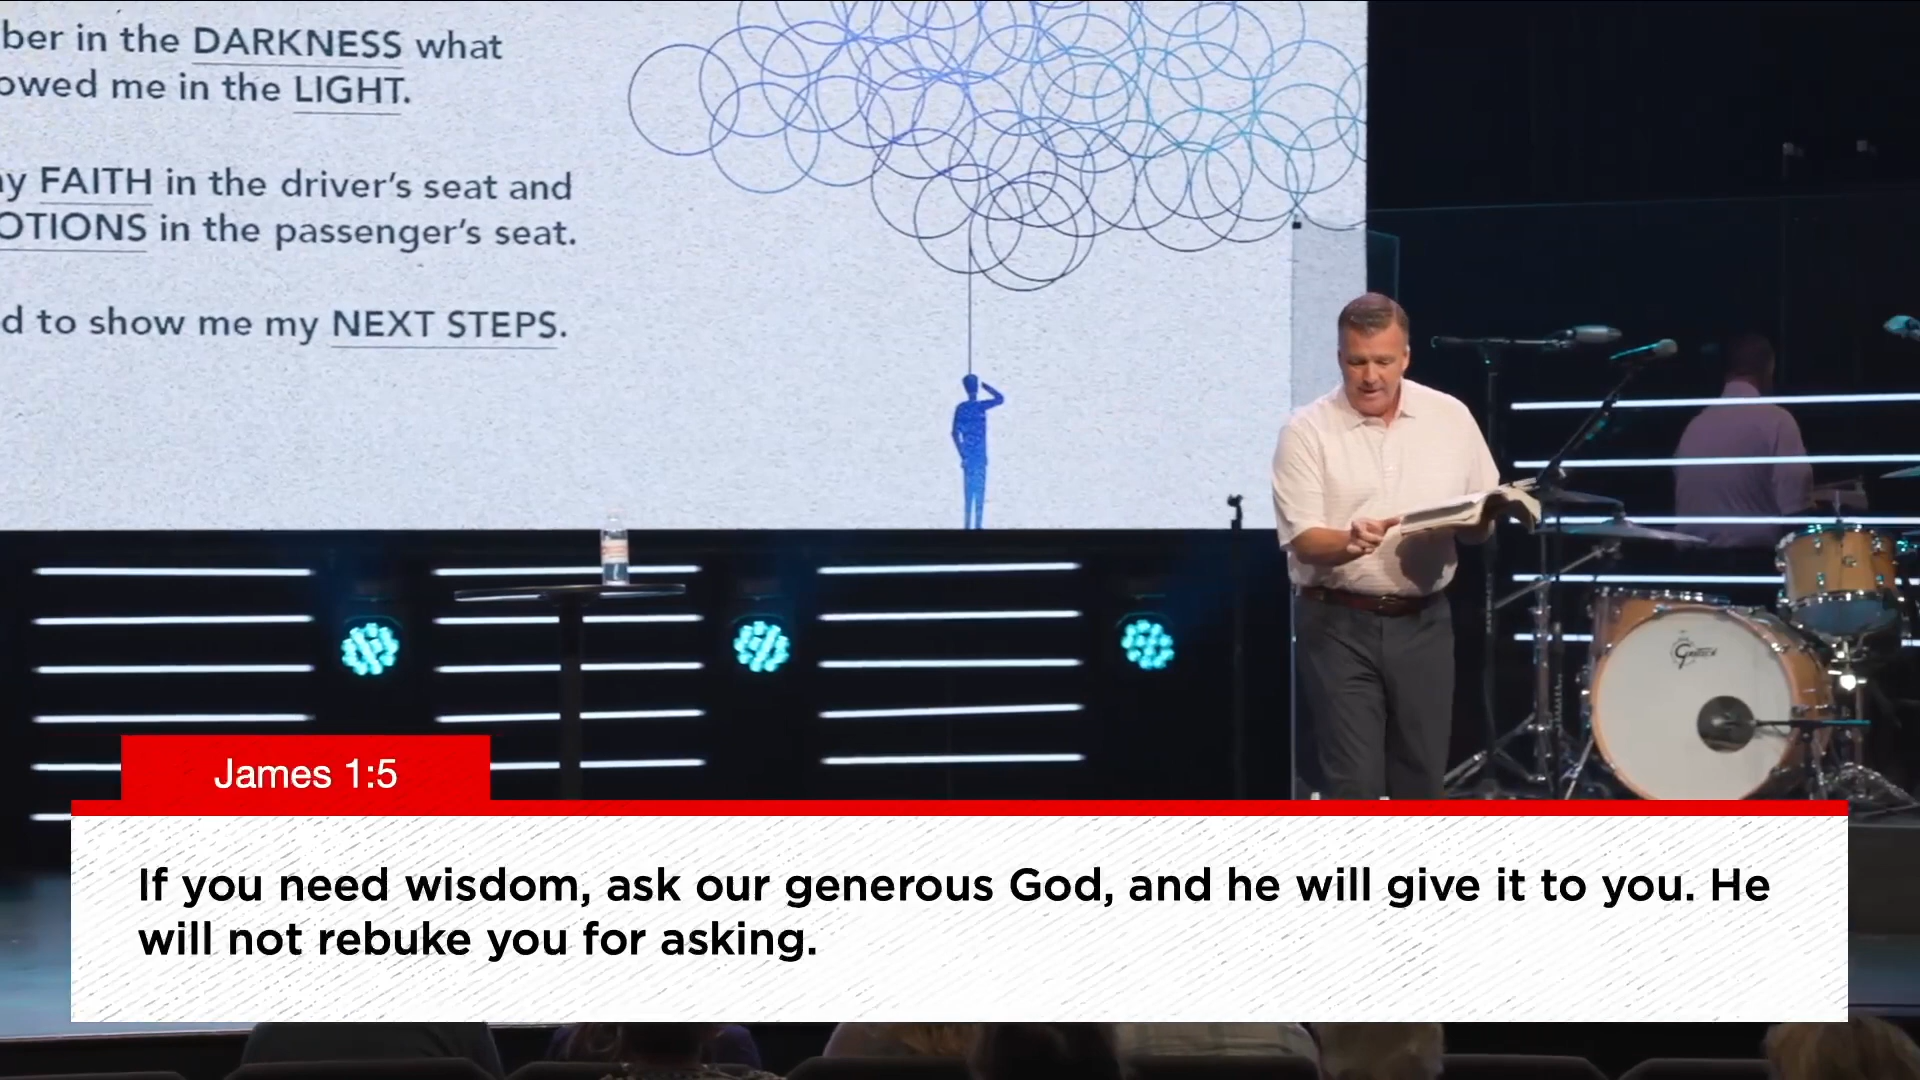 ber in the DARKNESS what
owed me in the LIGHT.
y FAITH in the driver's seat and
OTIONS in the passenger's seat.
d to show me my NEXT STEPS.
Gretsch
James 1:5
If you need wisdom, ask our generous God, and he will give it to you. He
will not rebuke you for asking.